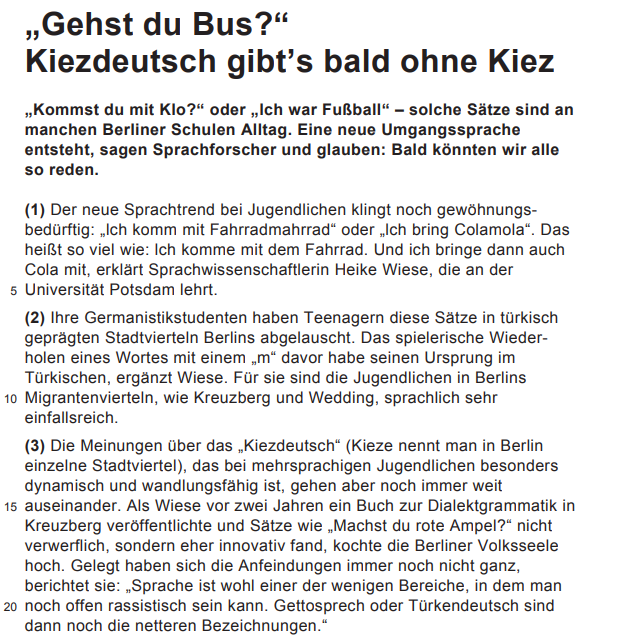 „Gehst du Bus?“
Kiezdeutsch gibt’s bald ohne Kiez
„Kommst du mit Klo?“ oder „Ich war Fußball“ – solche Sätze sind an
manchen Berliner Schulen Alltag. Eine neue Umgangssprache
entsteht, sagen Sprachforscher und glauben: Bald könnten wir alle
so reden.
(1) Der neue Sprachtrend bei Jugendlichen klingt noch gewöhnungs-
bedürftig: „Ich komm mit Fahrradmahrrad“ oder „Ich bring Colamola“. Das
heißt so viel wie: Ich komme mit dem Fahrrad. Und ich bringe dann auch
Cola mit, erklärt Sprachwissenschaftlerin Heike Wiese, die an der
5 Universität Potsdam lehrt.
(2) Ihre Germanistikstudenten haben Teenagern diese Sätze in türkisch
geprägten Stadtvierteln Berlins abgelauscht. Das spielerische Wieder-
holen eines Wortes mit einem „m“ davor habe seinen Ursprung im
Türkischen, ergänzt Wiese. Für sie sind die Jugendlichen in Berlins
10 Migrantenvierteln, wie Kreuzberg und Wedding, sprachlich sehr
einfallsreich.
(3) Die Meinungen über das „Kiezdeutsch“ (Kieze nennt man in Berlin
einzelne Stadtviertel), das bei mehrsprachigen Jugendlichen besonders
dynamisch und wandlungsfähig ist, gehen aber noch immer weit
15 auseinander. Als Wiese vor zwei Jahren ein Buch zur Dialektgrammatik in
Kreuzberg veröffentlichte und Sätze wie „Machst du rote Ampel?“ nicht
verwerflich, sondern eher innovativ fand, kochte die Berliner Volksseele
hoch. Gelegt haben sich die Anfeindungen immer noch nicht ganz,
berichtet sie: „Sprache ist wohl einer der wenigen Bereiche, in dem man
20 noch offen rassistisch sein kann. Gettosprech oder Türkendeutsch sind
dann noch die netteren Bezeichnungen.“